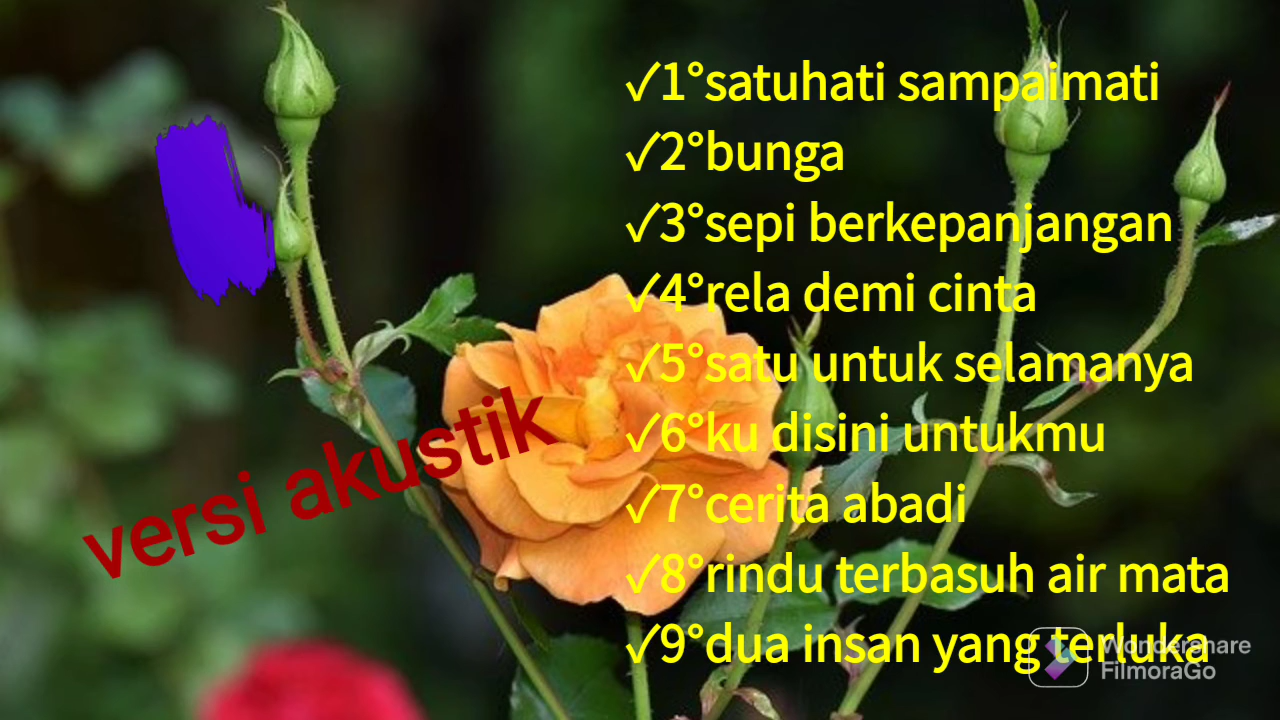 ✓1°satuhati sampaimati
✓2°bunga
✓3°sepi berkepanjangan
✓4°rela demi cinta
✓5°satu untuk selamanya
✓6°ku disini untukmu
✓7°cerita abadi
✓8°rindu terbasuh air mata
✓9°dua insan yang terluka
versi akustik
Wondershare
FilmoraGo